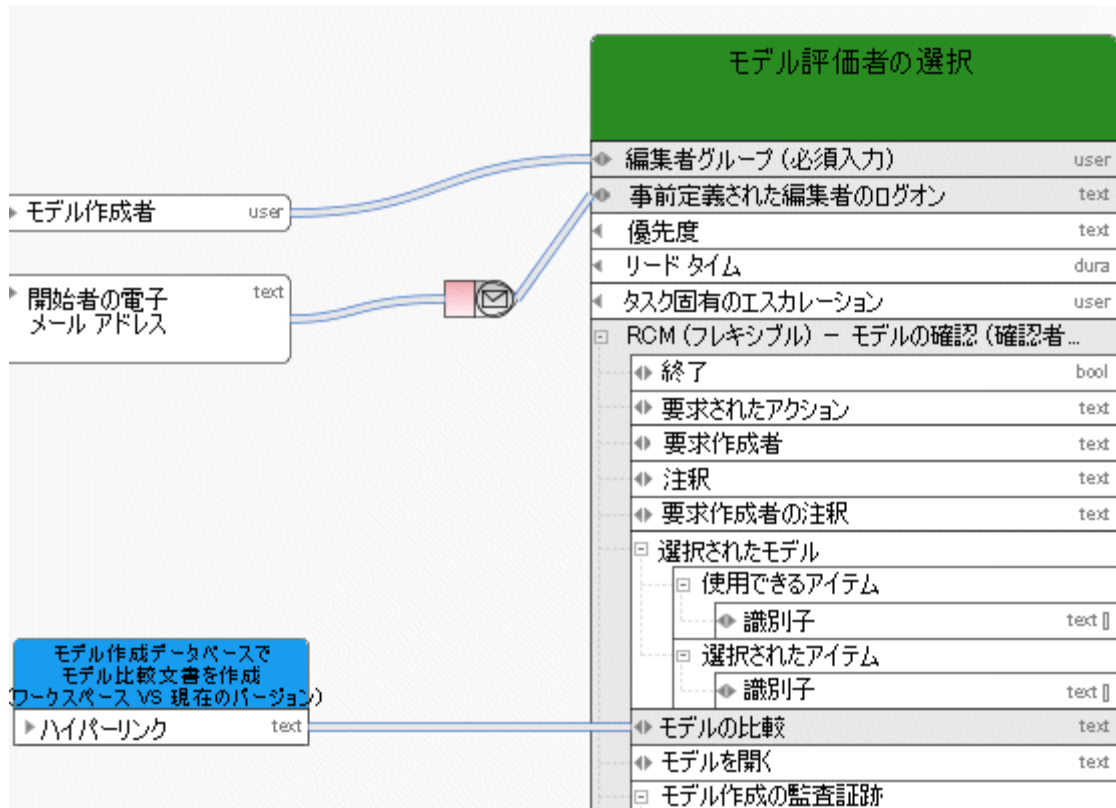 モデル評価者の選択
編集者グループ (必須入力) user
事前定義された編集者のログオン text
優先度 text
リード タイム dura
タスク固有のエスカレーション user
RCM (フレキシブル) − モデルの確認 (確認者...
終了 bool
要求されたアクション text
要求作成者 text
注釈 text
要求作成者の注釈 text
選択されたモデル
使用できるアイテム
識別子 text []
選択されたアイテム
識別子 text []
モデルの比較 text
モデルを開く text
モデル作成の監査証跡
モデル作成者 user
開始者の電子 text
メール アドレス
モデル作成データベースで
モデル比較文書を作成
(ワークスペース VS 現在のバージョン)
ハイパーリンク text